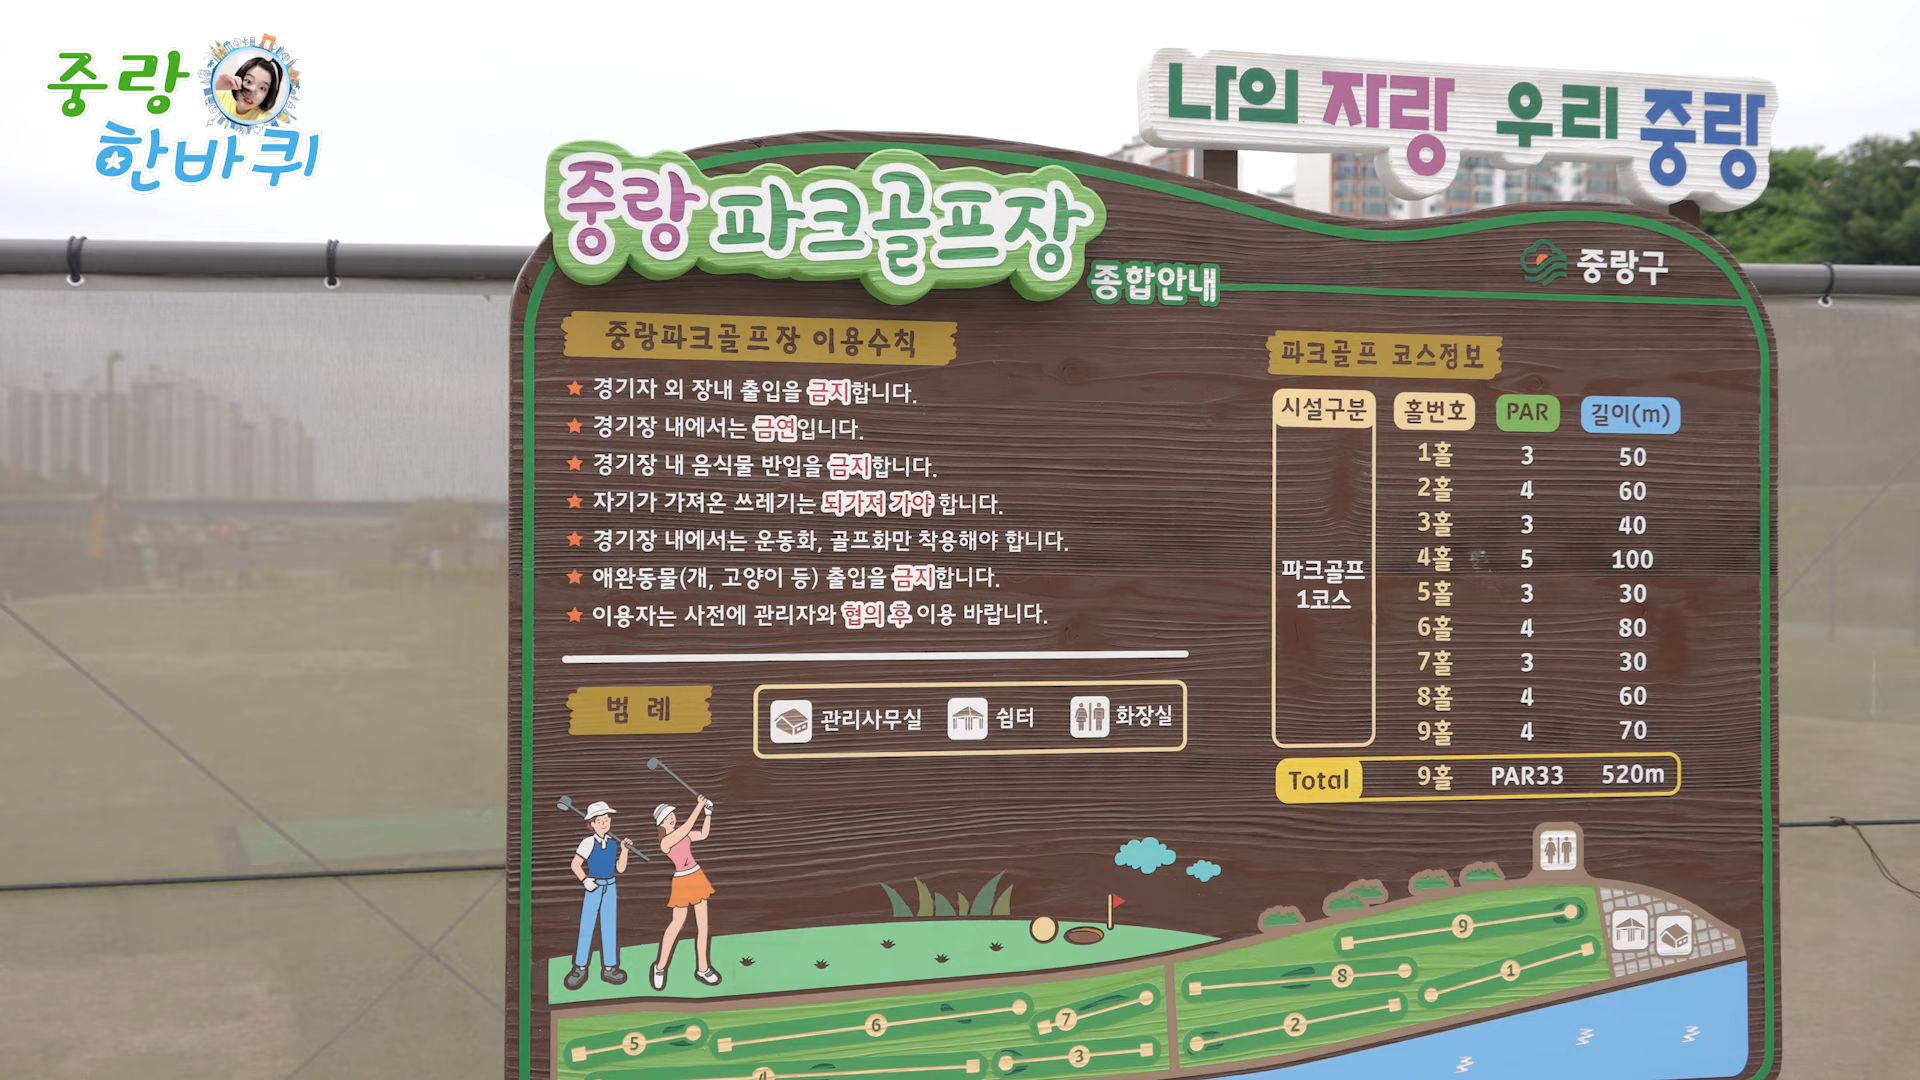 중랑
한바퀴
나의 자랑 우리 중랑
중랑파크골프장
종합안내
중랑구
중랑파크골프장 이용수칙
경기자 외 장내 출입을 금지합니다.
경기장 내에서는 금연입니다.
경기장 내 음식물 반입을 금지합니다.
자기가 가져온 쓰레기는 되가져 가야 합니다.
경기장 내에서는 운동화, 골프화만 착용해야 합니다.
애완동물(개, 고양이 등) 출입을 금지합니다.
이용자는 사전에 관리자와 협의 후 이용 바랍니다.
범 례
관리사무실 쉼터 화장실
파크골프 코스정보
시설구분 홀번호 PAR 길이(m)
파크골프
1코스
1홀 3 50
2홀 4 60
3홀 3 40
4홀 5 100
5홀 3 30
6홀 4 80
7홀 3 30
8홀 4 60
9홀 4 70
Total 9홀 PAR33 520m
9
8 1
5 6 7 2
4 3